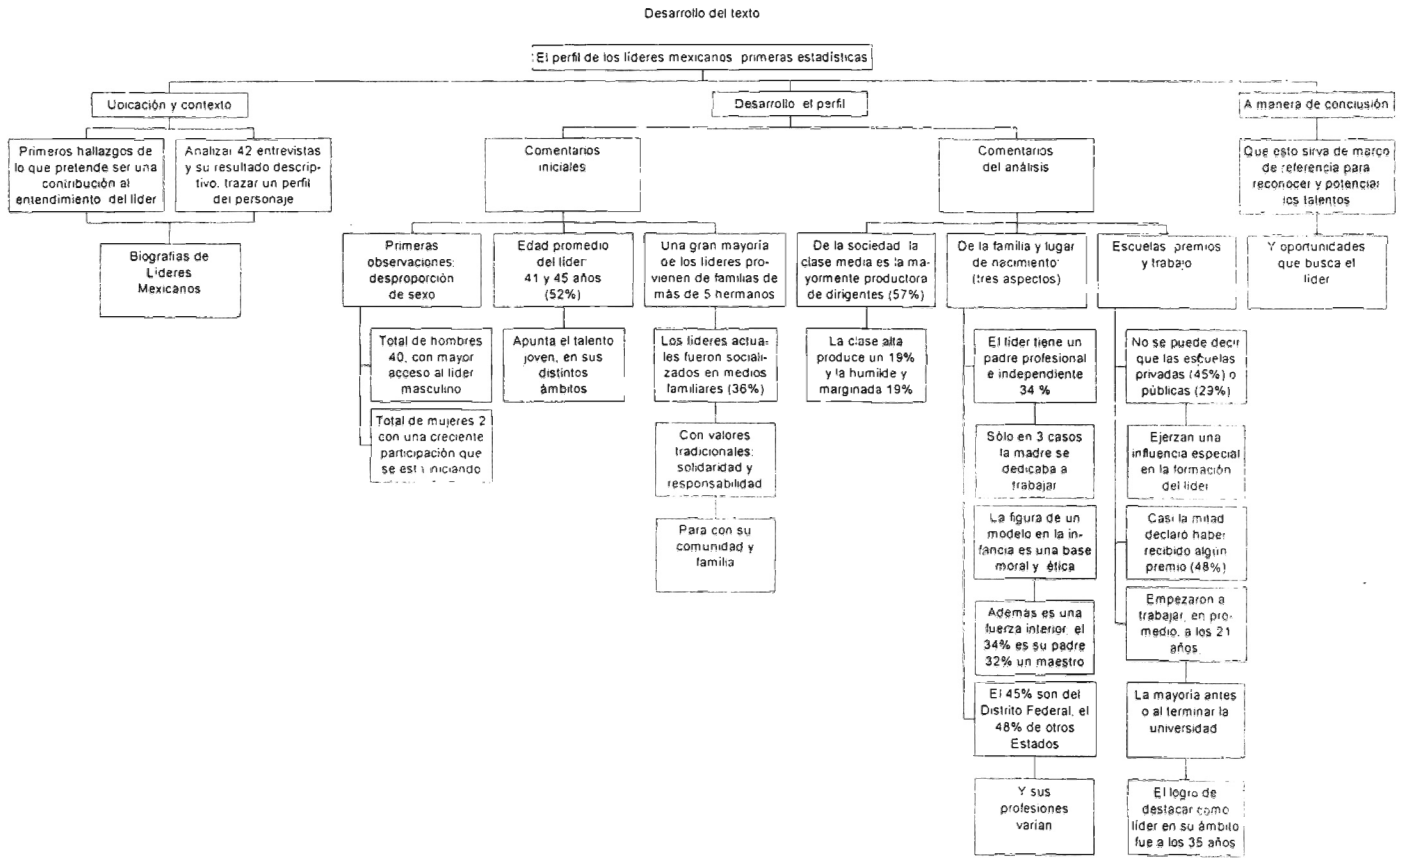 Desarrollo del texto
El perfil de los líderes mexicanos primeras estadísticas
Ubicación y contexto
Primeros hallazgos de
lo que pretende ser una
contribución al
entendimiento del líder
Analizar 42 entrevistas
y su resultado descrip-
tivo, trazar un perfil
del personaje
Biografías de
Líderes
Mexicanos
Desarrollo el perfil
Comentarios
iniciales
Primeras
observaciones:
desproporción
de sexo
Total de hombres
40, con mayor
acceso al líder
masculino
Total de mujeres 2
con una creciente
participación que
se está iniciando
Edad promedio
del líder
41 y 45 años
(52%)
Apunta el talento
joven, en sus
distintos
ámbitos
Una gran mayoría
de los líderes pro-
vienen de familias de
más de 5 hermanos
Los líderes actua-
les fueron sociali-
zados en medios
familiares (36%)
Con valores
tradicionales:
solidaridad y
responsabilidad
Para con su
comunidad y
familia
Comentarios
del análisis
De la sociedad la
clase media es la ma-
yormente productora
de dirigentes (57%)
La clase alta
produce un 19%
y la humilde y
marginada 19%
De la familia y lugar
de nacimiento:
(tres aspectos)
El líder tiene un
padre profesional
e independiente
34 %
Sólo en 3 casos
la madre se
dedicaba a
trabajar
La figura de un
modelo en la in-
fancia es una base
moral y ética
Además es una
fuerza interior, el
34% es su padre
32% un maestro
El 45% son del
Distrito Federal, el
48% de otros
Estados
Y sus
profesiones
varían
Escuelas premios
y trabajo
No se puede decir
que las escuelas
privadas (45%) o
públicas (29%)
Ejerzan una
influencia especial
en la formación
del líder
Casi la mitad
declaró haber
recibido algún
premio (48%)
Empezaron a
trabajar, en pro-
medio, a los 21
años
La mayoría antes
o al terminar la
universidad
El logro de
destacar como
líder en su ámbito
fue a los 35 años
A manera de conclusión
Que esto sirva de marco
de referencia para
reconocer y potenciar
los talentos
Y oportunidades
que busca el
líder